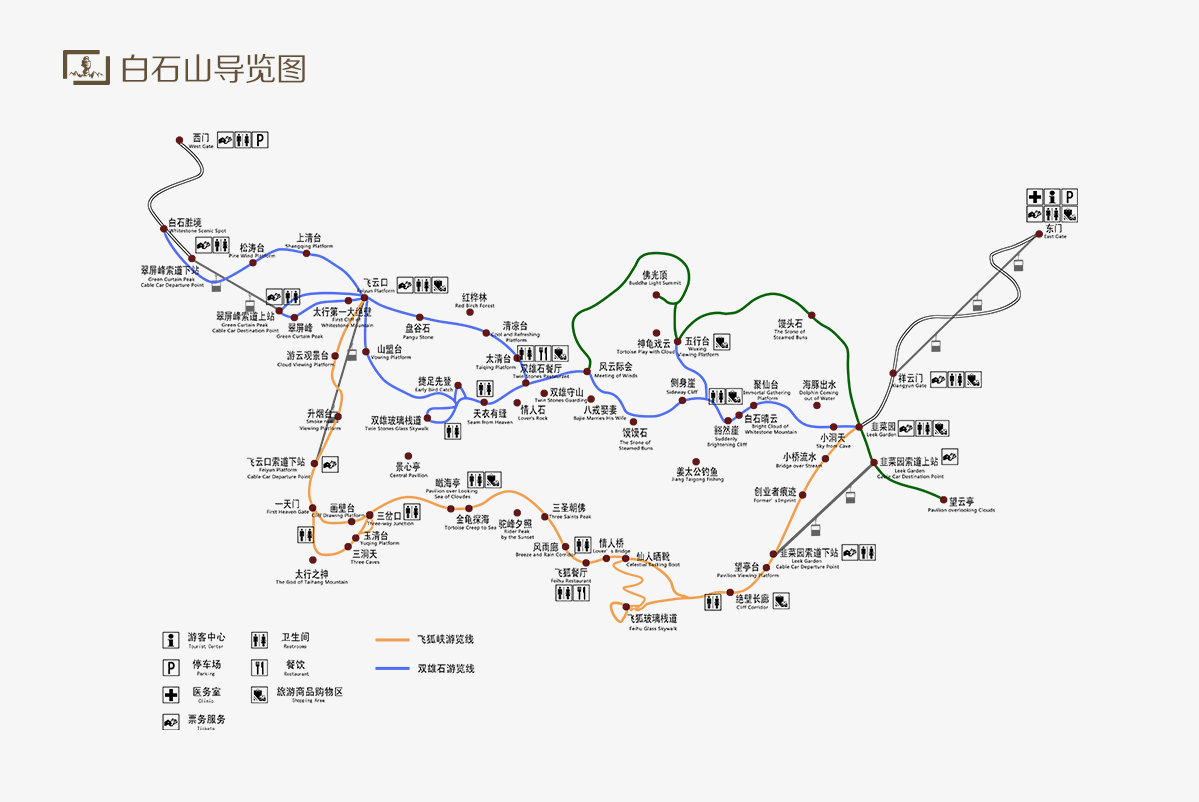 白石山导览图
西门
West Gate
P
白石胜境
Whitestone Scenic Spot
翠屏峰索道下站
Green Curtain Peak
Cable Car Departure Point
松涛台
Pine Wind Platform
上清台
Shangqing Platform
翠屏峰索道上站
Green Curtain Peak
Cable Car Destination Point
翠屏峰
Green Curtain Peak
太行第一大绝壁
First Cliff of
Whitestone Mountain
飞云口
Feiyun Platform
红桦林
Red Birch Forest
盘谷石
Pangu Stone
清凉台
Cool and Refreshing
Platform
太清台
Taiqing Platform
双雄石餐厅
Twin Stones Restaurant
游云观景台
Cloud Viewing Platform
山盟台
Vowing Platform
捷足先登
Early Bird Catch
双雄玻璃栈道
Twin Stones Glass Skywalk
天衣有缝
Seam from Heaven
情人石
Lover's Rock
双雄守山
Twin Stones Guarding
八戒娶妻
Bajie Marries His Wife
风云际会
Meeting of Winds
馍馍石
The Srone of
Steamed Buns
佛光顶
Buddha Light Summit
神龟戏云
Tortoise Play with Cloud
五行台
Wuxing
Viewing Platform
侧身崖
Sideway Cliff
豁然崖
Suddenly
Brightening Cliff
聚仙台
Immortal Gathering
Platform
白石晴云
Bright Cloud of
Whitestone Mountain
海豚出水
Dolphin Coming
out of Water
馒头石
The Srone of
Steamed Buns
姜太公钓鱼
Jiang Taigong Fishing
P
东门
East Gate
祥云门
Xiangyun Gate
韭菜园
Leek Garden
小洞天
Sky from Cave
小桥流水
Bridge over Stream
韭菜园索道上站
Leek Garden
Cable Car Destination Point
望云亭
Pavilion overlooking Clouds
创业者痕迹
韭菜园索道下站
Leek Garden
Cable Car Departure Point
望亭台
Pavilion Viewing Platform
绝壁长廊
Cliff Corridor
升烟台
Viewing Platform
飞云口索道下站
Feiyun Platform
Cable Car Departure Point
景心亭
Central Pavilion
一天门
First Heaven Gate
画壁台
Cliff Drawing Platform
三岔口
Three-way Junction
玉清台
Yuqing Platform
三洞天
Three Caves
太行之神
The God of TaiHang Mountain
瞰海亭
Pavilion over Looking
Sea of Clouds
金龟探海
Tortoise Creep to Sea
驼峰夕照
Rider Peak
by the Sunset
三圣朝佛
Three Saints Peak
风雨廊
Breeze and Rain Corridor
飞狐餐厅
Feihu Restaurant
情人桥
Lover's Bridge
仙人晒靴
Celestial Basking Boot
飞狐玻璃栈道
Feihu Glass Skywalk
游客中心
Tourist Center
卫生间
Restrooms
飞狐峡游览线
P
停车场
Parking
餐饮
Restaurant
双雄石游览线
医务室
Clinic
旅游商品购物区
Shopping Area
票务服务
Tickets